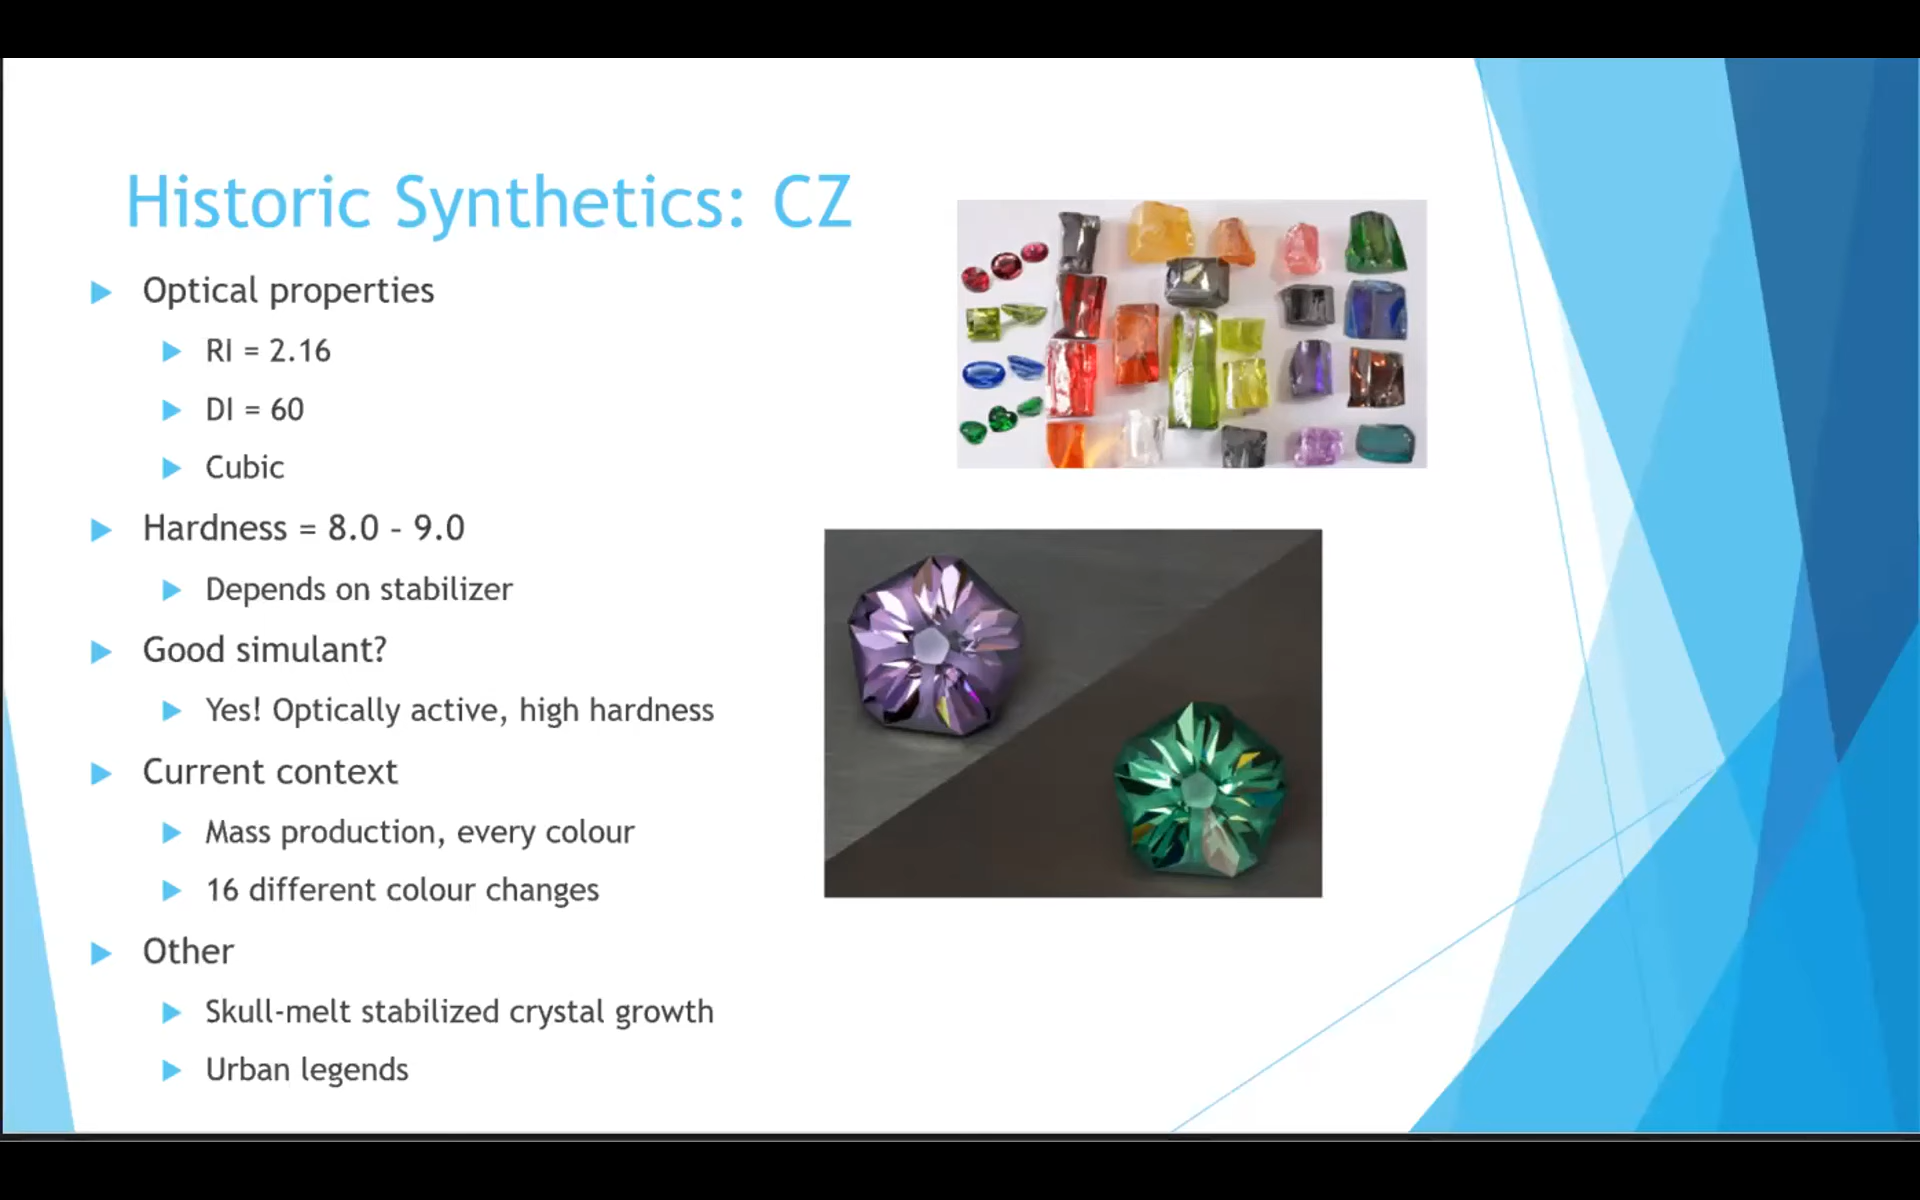 Historic Synthetics: CZ
Optical properties
RI = 2.16
DI = 60
Cubic
Hardness = 8.0 – 9.0
Depends on stabilizer
Good simulant?
Yes! Optically active, high hardness
Current context
Mass production, every colour
16 different colour changes
Other
Skull-melt stabilized crystal growth
Urban legends